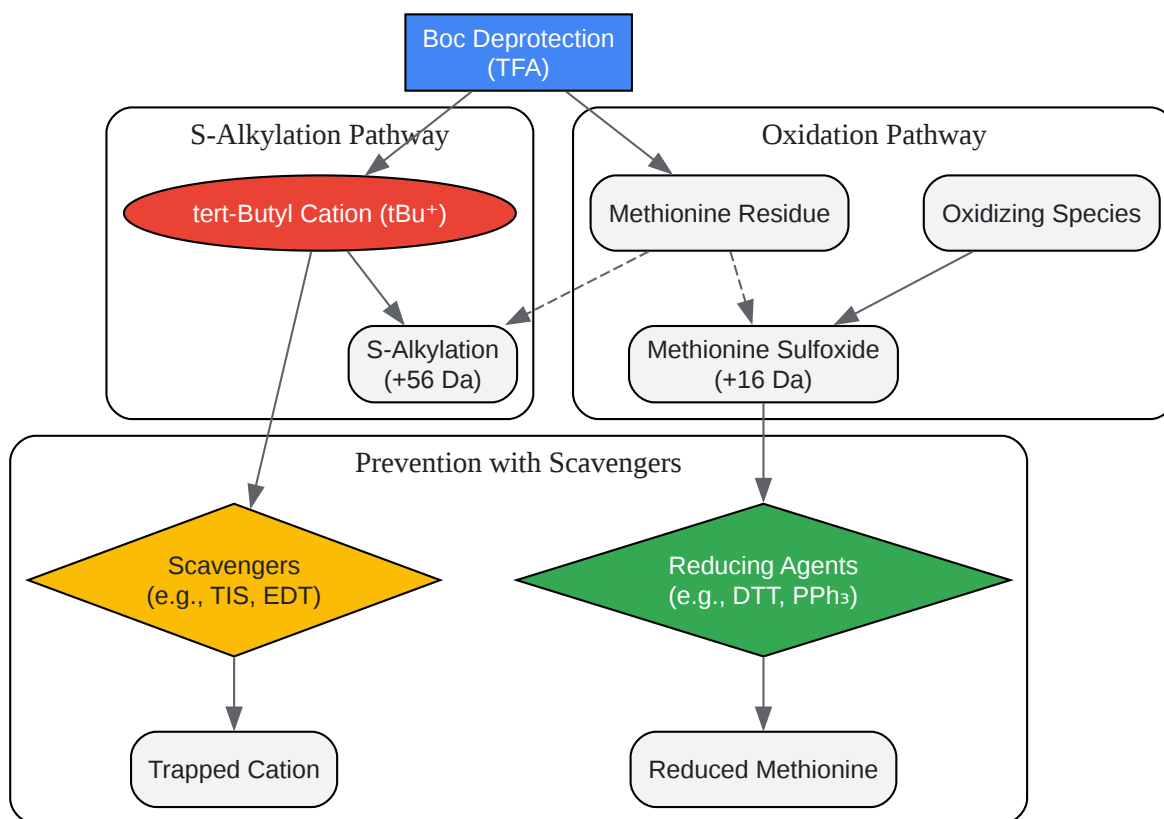 Boc Deprotection
(TFA)
S-Alkylation Pathway
Oxidation Pathway
tert-Butyl Cation (tBu⁺)
Methionine Residue
Oxidizing Species
S-Alkylation
(+56 Da)
Methionine Sulfoxide
(+16 Da)
Prevention with Scavengers
Scavengers
(e.g., TIS, EDT)
Reducing Agents
(e.g., DTT, PPh₃)
Trapped Cation
Reduced Methionine